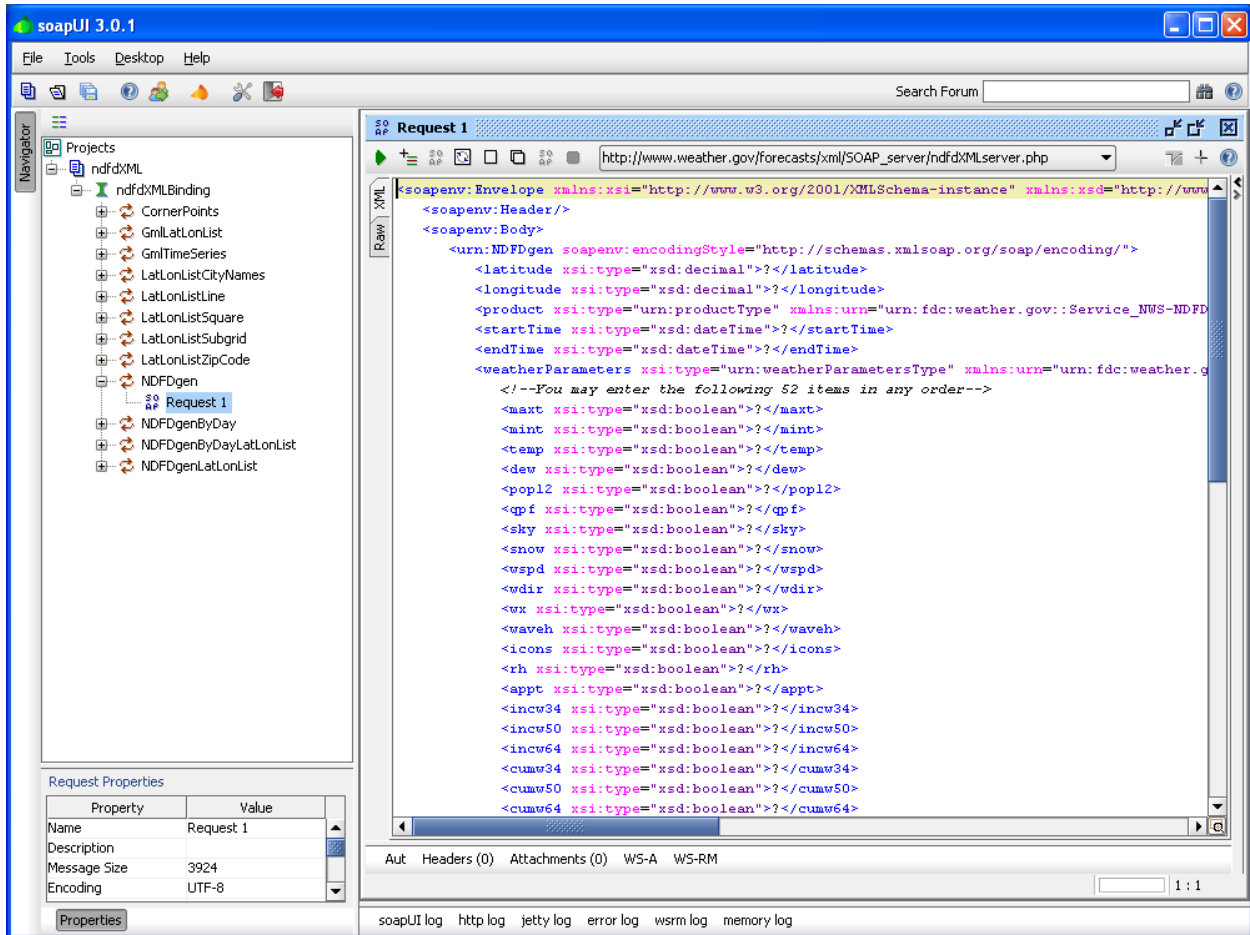 soapUI 3.0.1
File Tools Desktop Help
Search Forum
Navigator
Projects
ndfdXML
ndfdXMLBinding
CornerPoints
GmlLatLonList
GmlTimeSeries
LatLonListCityNames
LatLonListLine
LatLonListSquare
LatLonListSubgrid
LatLonListZipCode
NDFDgen
SO AP Request 1
NDFDgenByDay
NDFDgenByDayLatLonList
NDFDgenLatLonList
Request Properties
Property Value
Name Request 1
Description
Message Size 3924
Encoding UTF-8
Properties
SO AP Request 1
SO AP SO AP http://www.weather.gov/forecasts/xml/SOAP_server/ndfdXMLserver.php
XML
Raw
<soapenv:Envelope xmlns:xsi="http://www.w3.org/2001/XMLSchema-instance" xmlns:xsd="http://www
<soapenv:Header/>
<soapenv:Body>
<urn:NDFDgen soapenv:encodingStyle="http://schemas.xmlsoap.org/soap/encoding/">
<latitude xsi:type="xsd:decimal">?</latitude>
<longitude xsi:type="xsd:decimal">?</longitude>
<product xsi:type="urn:productType" xmlns:urn="urn:fdc:weather.gov::Service_NWS-NDFD
<startTime xsi:type="xsd:dateTime">?</startTime>
<endTime xsi:type="xsd:dateTime">?</endTime>
<weatherParameters xsi:type="urn:weatherParametersType" xmlns:urn="urn:fdc:weather.g
<!--You may enter the following 52 items in any order-->
<maxt xsi:type="xsd:boolean">?</maxt>
<mint xsi:type="xsd:boolean">?</mint>
<temp xsi:type="xsd:boolean">?</temp>
<dew xsi:type="xsd:boolean">?</dew>
<pop12 xsi:type="xsd:boolean">?</pop12>
<qpf xsi:type="xsd:boolean">?</qpf>
<sky xsi:type="xsd:boolean">?</sky>
<snow xsi:type="xsd:boolean">?</snow>
<wspd xsi:type="xsd:boolean">?</wspd>
<wdir xsi:type="xsd:boolean">?</wdir>
<wx xsi:type="xsd:boolean">?</wx>
<waveh xsi:type="xsd:boolean">?</waveh>
<icons xsi:type="xsd:boolean">?</icons>
<rh xsi:type="xsd:boolean">?</rh>
<appt xsi:type="xsd:boolean">?</appt>
<incw34 xsi:type="xsd:boolean">?</incw34>
<incw50 xsi:type="xsd:boolean">?</incw50>
<incw64 xsi:type="xsd:boolean">?</incw64>
<cumw34 xsi:type="xsd:boolean">?</cumw34>
<cumw50 xsi:type="xsd:boolean">?</cumw50>
<cumw64 xsi:type="xsd:boolean">?</cumw64>
Aut Headers (0) Attachments (0) WS-A WS-RM
1 : 1
soapUI log http log jetty log error log wsrm log memory log